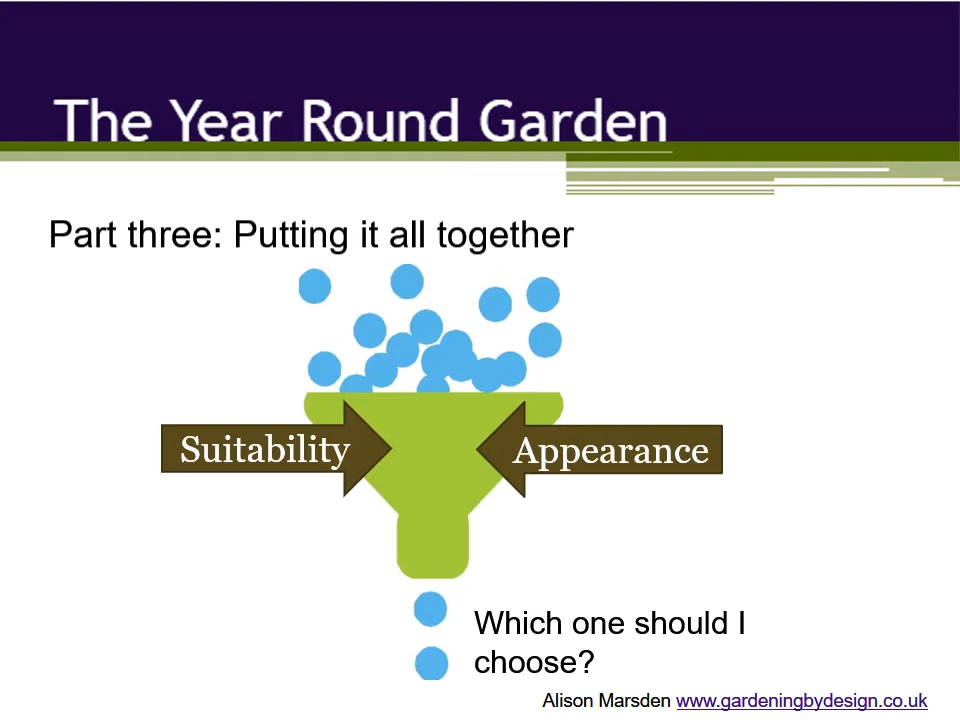 The Year Round Garden
Part three: Putting it all together
Suitability
Appearance
Which one should I
choose?
Alison Marsden www.gardeningbydesign.co.uk